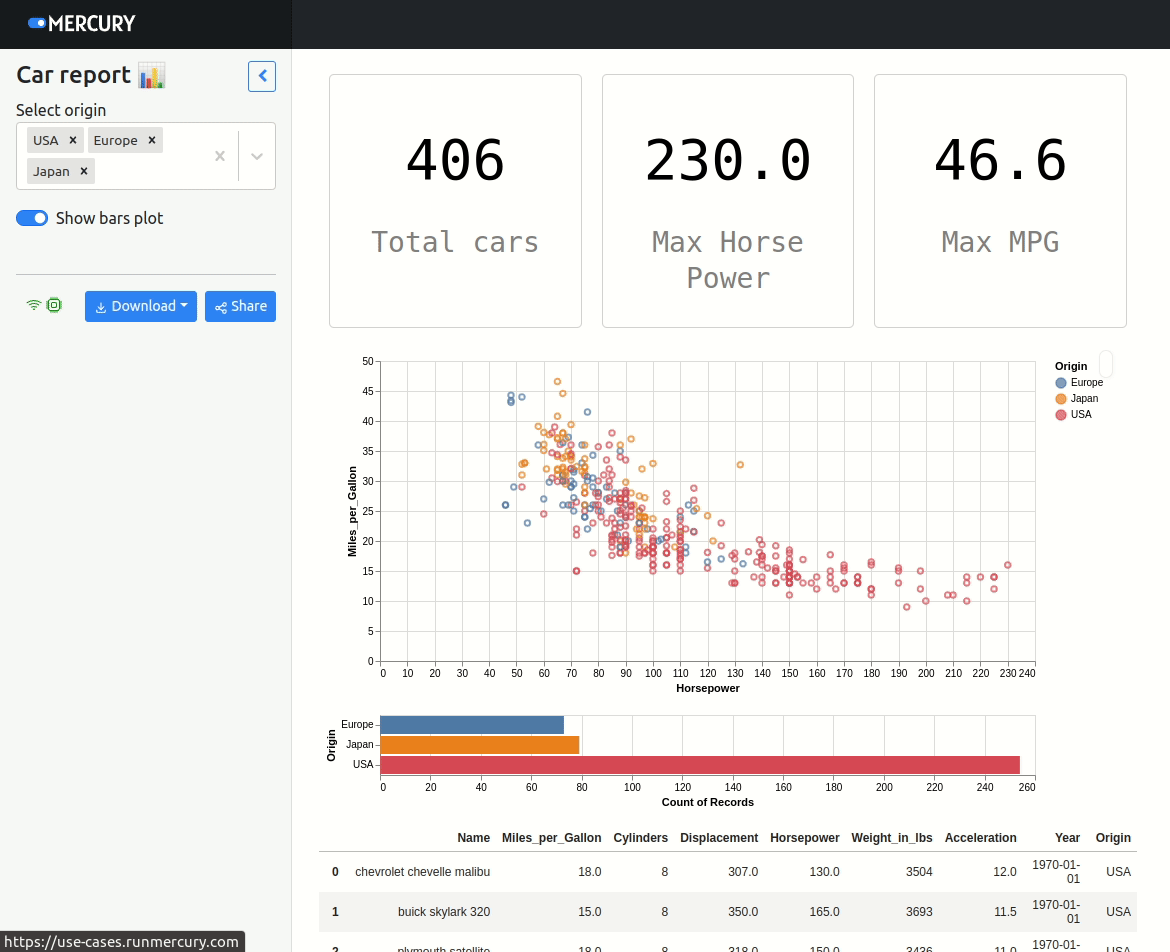 MERCURY
Car report
Select origin
USA × Europe ×
Japan ×
Show bars plot
Download Share
406
Total cars
230.0
Max Horse
Power
46.6
Max MPG
50
45
40
35
30
25
20
15
10
5
0
Miles_per_Gallon
0 10 20 30 40 50 60 70 80 90 100 110 120 130 140 150 160 170 180 190 200 210 220 230 240
Horsepower
Origin
Europe
Japan
USA
Origin
Europe
Japan
USA
0 20 40 60 80 100 120 140 160 180 200 220 240 260
Count of Records
Name Miles_per_Gallon Cylinders Displacement Horsepower Weight_in_lbs Acceleration Year Origin
0 chevrolet chevelle malibu 18.0 8 307.0 130.0 3504 12.0 1970-01-01 USA
1 buick skylark 320 15.0 8 350.0 165.0 3693 11.5 1970-01-01 USA
2 plymouth satellite 18.0 8 318.0 150.0 3436 11.0 1970-01- USA
https://use-cases.runmercury.com